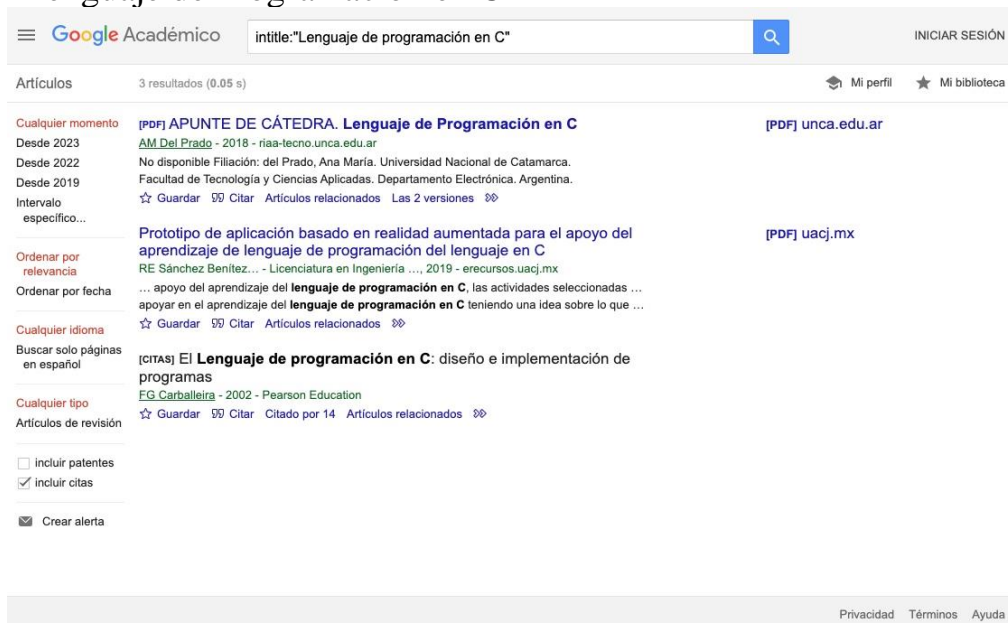 Google Académico
intitle:"Lenguaje de programación en C"
INICIAR SESIÓN
Artículos
3 resultados (0.05 s)
Mi perfil
Mi biblioteca
Cualquier momento
Desde 2023
Desde 2022
Desde 2019
Intervalo
específico...
Ordenar por
relevancia
Ordenar por fecha
Cualquier idioma
Buscar solo páginas
en español
Cualquier tipo
Artículos de revisión
incluir patentes
incluir citas
Crear alerta
[PDF] APUNTE DE CÁTEDRA. Lenguaje de Programación en C
AM Del Prado - 2018 - riaa-tecno.unca.edu.ar
No disponible Filiación: del Prado, Ana María. Universidad Nacional de Catamarca.
Facultad de Tecnología y Ciencias Aplicadas. Departamento Electrónica. Argentina.
Guardar Citar Artículos relacionados Las 2 versiones
[PDF] unca.edu.ar
Prototipo de aplicación basado en realidad aumentada para el apoyo del
aprendizaje de lenguaje de programación del lenguaje en C
RE Sánchez Benítez... - Licenciatura en Ingeniería ..., 2019 - erecursos.uacj.mx
... apoyo del aprendizaje del lenguaje de programación en C, las actividades seleccionadas ...
apoyar en el aprendizaje del lenguaje de programación en C teniendo una idea sobre lo que ...
Guardar Citar Artículos relacionados
[PDF] uacj.mx
[CITAS] El Lenguaje de programación en C: diseño e implementación de
programas
FG Carballeira - 2002 - Pearson Education
Guardar Citar Citado por 14 Artículos relacionados
Privacidad Términos Ayuda